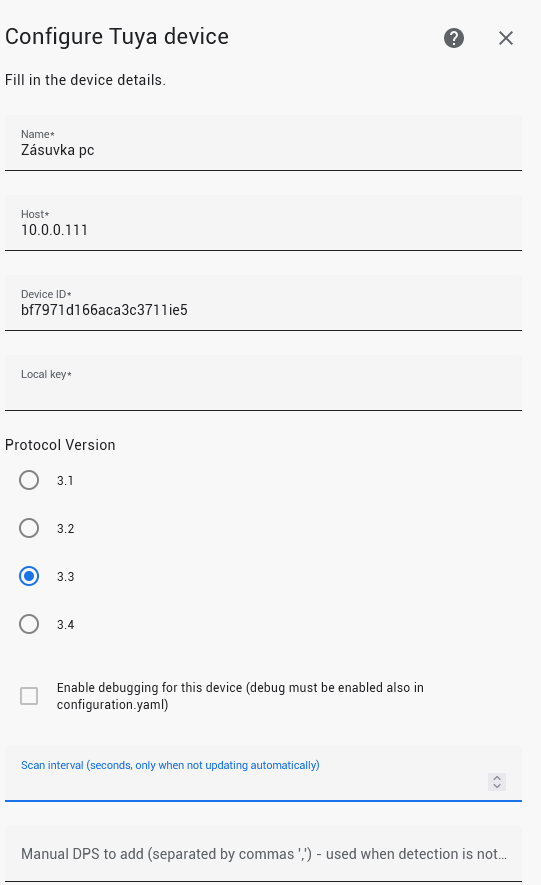 Configure Tuya device
Fill in the device details.
Name*
Zásuvka pc
Host*
10.0.0.111
Device ID*
bf7971d166aca3c3711ie5
Local key*
Protocol Version
3.1
3.2
3.3
3.4
Enable debugging for this device (debug must be enabled also in
configuration.yaml)
Scan interval (seconds, only when not updating automatically)
Manual DPS to add (separated by commas ',') - used when detection is not...